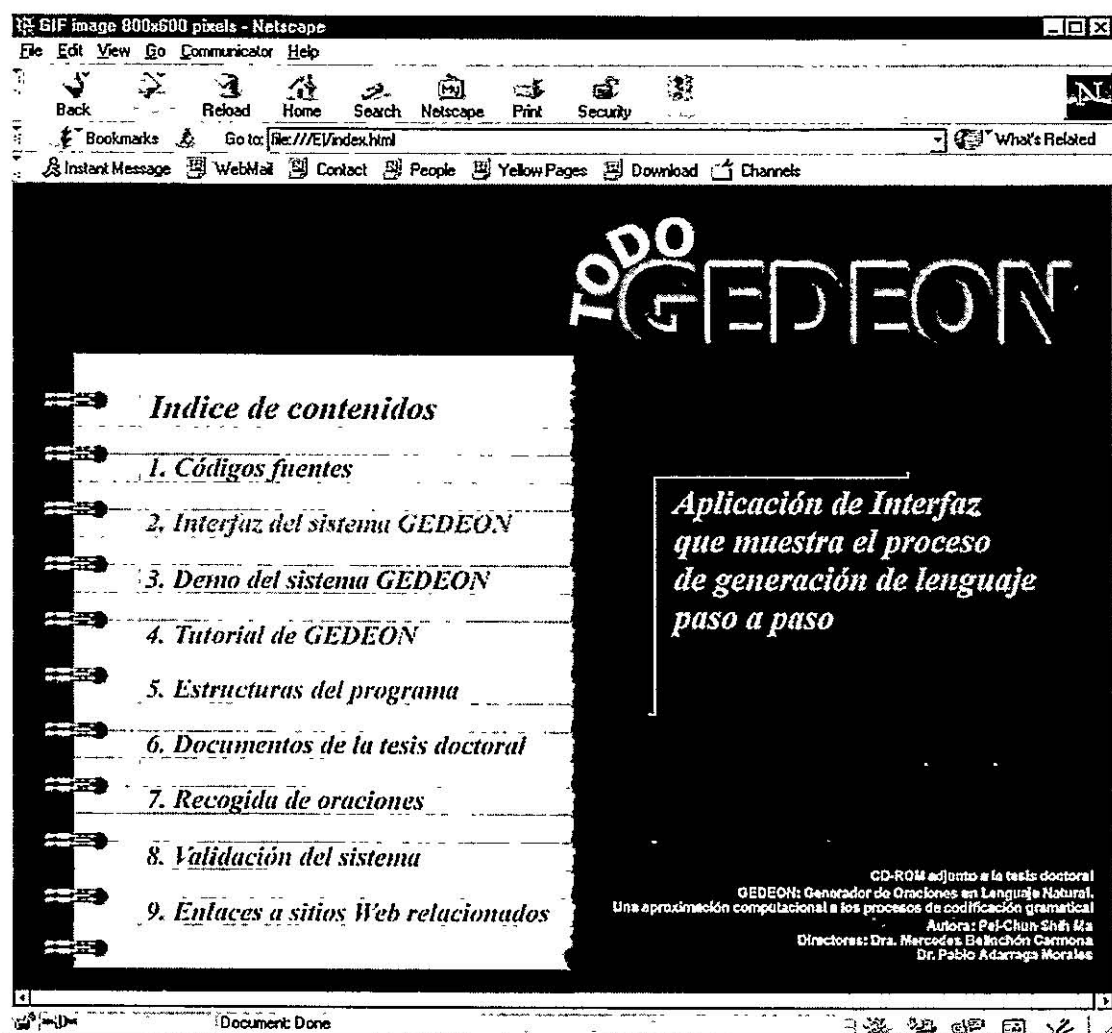 GIF image 800x600 pixels - Netscape
File Edit View Go Communicator Help
Back Reload Home Search Netscape Print Security
Bookmarks Go to: file:///E|/index.html What's Related
Instant Message WebMail Contact People Yellow Pages Download Channels
TODO
GEDEON
Indice de contenidos
1. Códigos fuentes
2. Interfaz del sistema GEDEON
3. Demo del sistema GEDEON
4. Tutorial de GEDEON
5. Estructuras del programa
6. Documentos de la tesis doctoral
7. Recogida de oraciones
8. Validación del sistema
9. Enlaces a sitios Web relacionados
Aplicación de Interfaz
que muestra el proceso
de generación de lenguaje
paso a paso
CD-ROM adjunto a la tesis doctoral
GEDEON: Generador de Oraciones en Lenguaje Natural.
Una aproximación computacional a los procesos de codificación gramatical
Autora: Pei-Chun Shih Ma
Directores: Dra. Mercedes Belinchón Carmona
Dr. Pablo Adarraga Morales
Document: Done